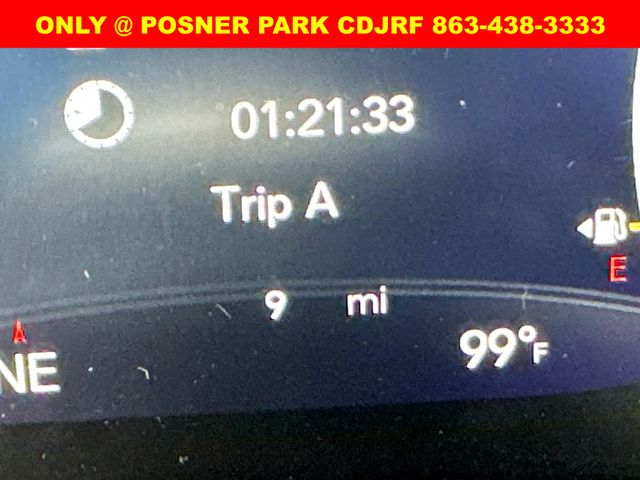 ONLY @ POSNER PARK CDJRF 863-438-3333
01:21:33
Trip A
E
9 mi
A
NE
99°F